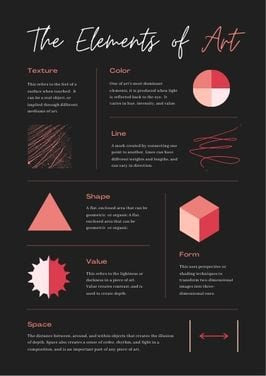 The Elements of Art
Texture
This refers to the feel of a
surface when touched. It
can be a real object, or
implied through different
mediums of art.
Color
One of art's most dominant
elements, it is produced when light
is reflected back to the eye. It
varies in hue, intensity, and value.
Line
A mark created by connecting one
point to another. Lines can have
different weights and lengths, and
can vary in direction.
Shape
A flat, enclosed area that can be
geometric or organic A flat,
enclosed area that can be
geometric or organic.
Form
This uses perspective or
shading techniques to
transform two-dimensional
images into three-
dimensional ones.
Value
This refers to the lightness or
darkness in a piece of art.
Value creates contrast, and is
used to create depth.
Space
The distance between, around, and within objects that creates the illusion
of depth. Space also creates a sense of order, rhythm, and light in a
composition, and is an important part of any piece of art.